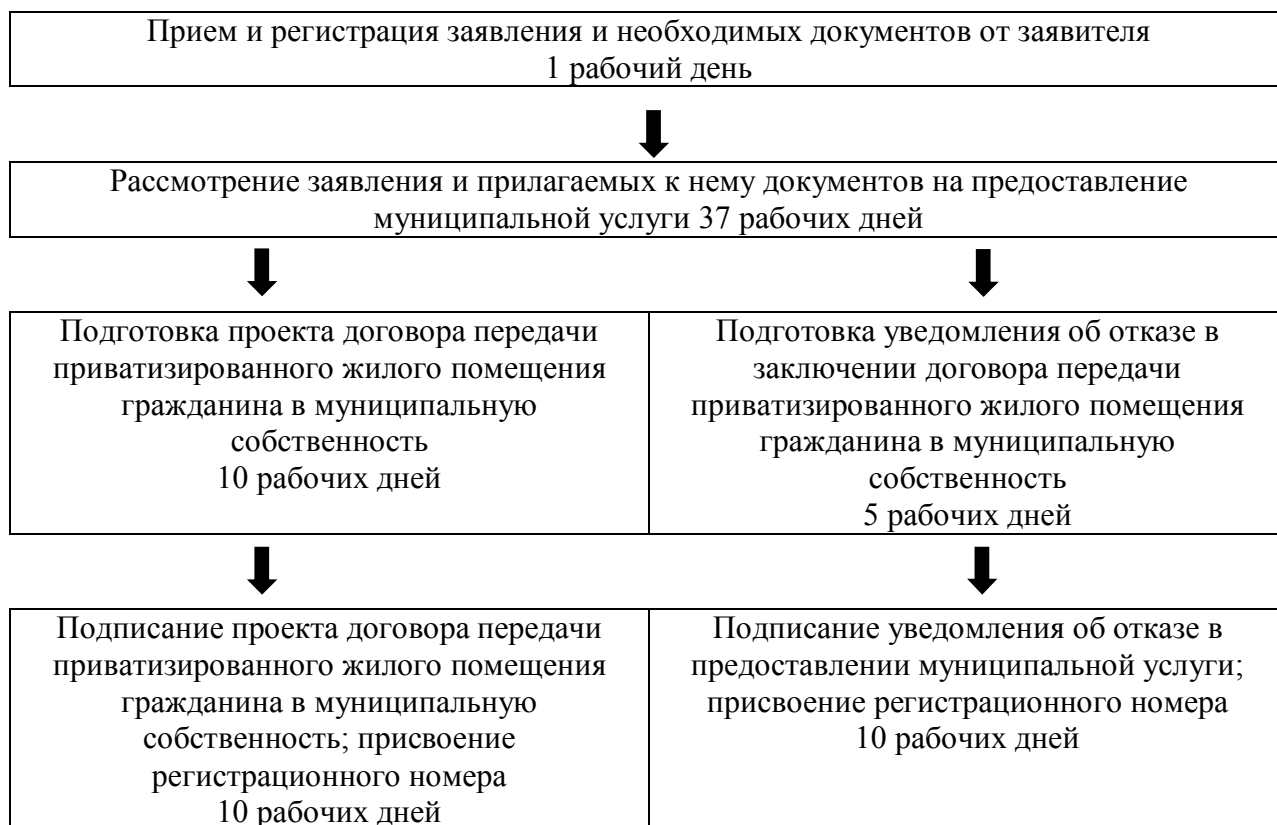 Прием и регистрация заявления и необходимых документов от заявителя
1 рабочий день
Рассмотрение заявления и прилагаемых к нему документов на предоставление
муниципальной услуги 37 рабочих дней
Подготовка проекта договора передачи
приватизированного жилого помещения
гражданина в муниципальную
собственность
10 рабочих дней
Подготовка уведомления об отказе в
заключении договора передачи
приватизированного жилого помещения
гражданина в муниципальную
собственность
5 рабочих дней
Подписание проекта договора передачи
приватизированного жилого помещения
гражданина в муниципальную
собственность; присвоение
регистрационного номера
10 рабочих дней
Подписание уведомления об отказе в
предоставлении муниципальной услуги;
присвоение регистрационного номера
10 рабочих дней